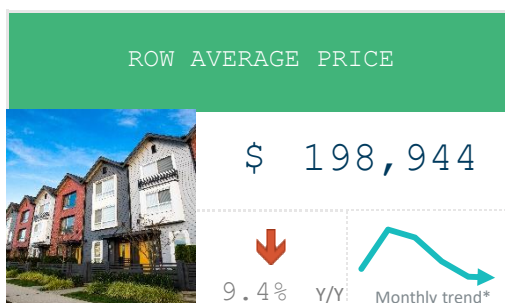 ROW AVERAGE PRICE
$ 198,944
9.4% Y/Y
Monthly trend*